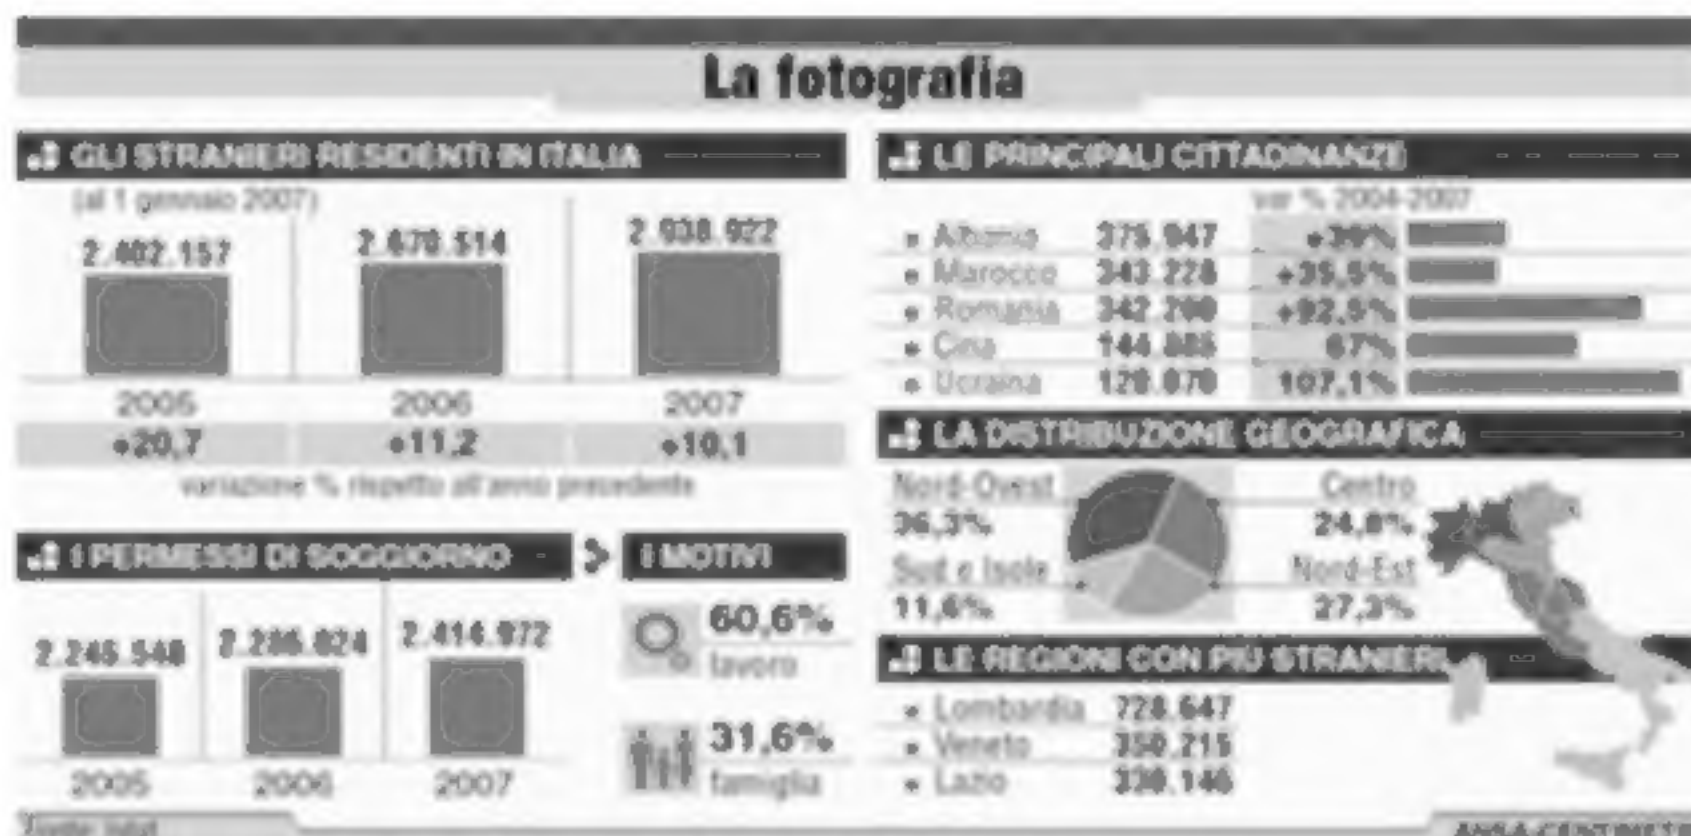 La fotografia
GLI STRANIERI RESIDENTI IN ITALIA
(al 1 gennaio 2007)
2.402.157
2.670.514
2.938.922
2005
2006
2007
+20,7
+11,2
+10,1
variazione % rispetto all'anno precedente
I PERMESSI DI SOGGIORNO
2.245.548
2.286.024
2.414.972
2005
2006
2007
I MOTIVI
60,6%
lavoro
31,6%
famiglia
LE PRINCIPALI CITTADINANZE
var % 2004-2007
Albania 375.947 +39%
Marocco 343.228 +35,5%
Romania 342.200 +92,5%
Cina 144.885 67%
Ucraina 120.070 107,1%
LA DISTRIBUZIONE GEOGRAFICA
Nord-Ovest
36,3%
Centro
24,8%
Sud e Isole
11,6%
Nord-Est
27,3%
LE REGIONI CON PIÙ STRANIERI
Lombardia 728.647
Veneto 350.215
Lazio 330.146
Fonte: Istat
ANSA-CENTIMETRI